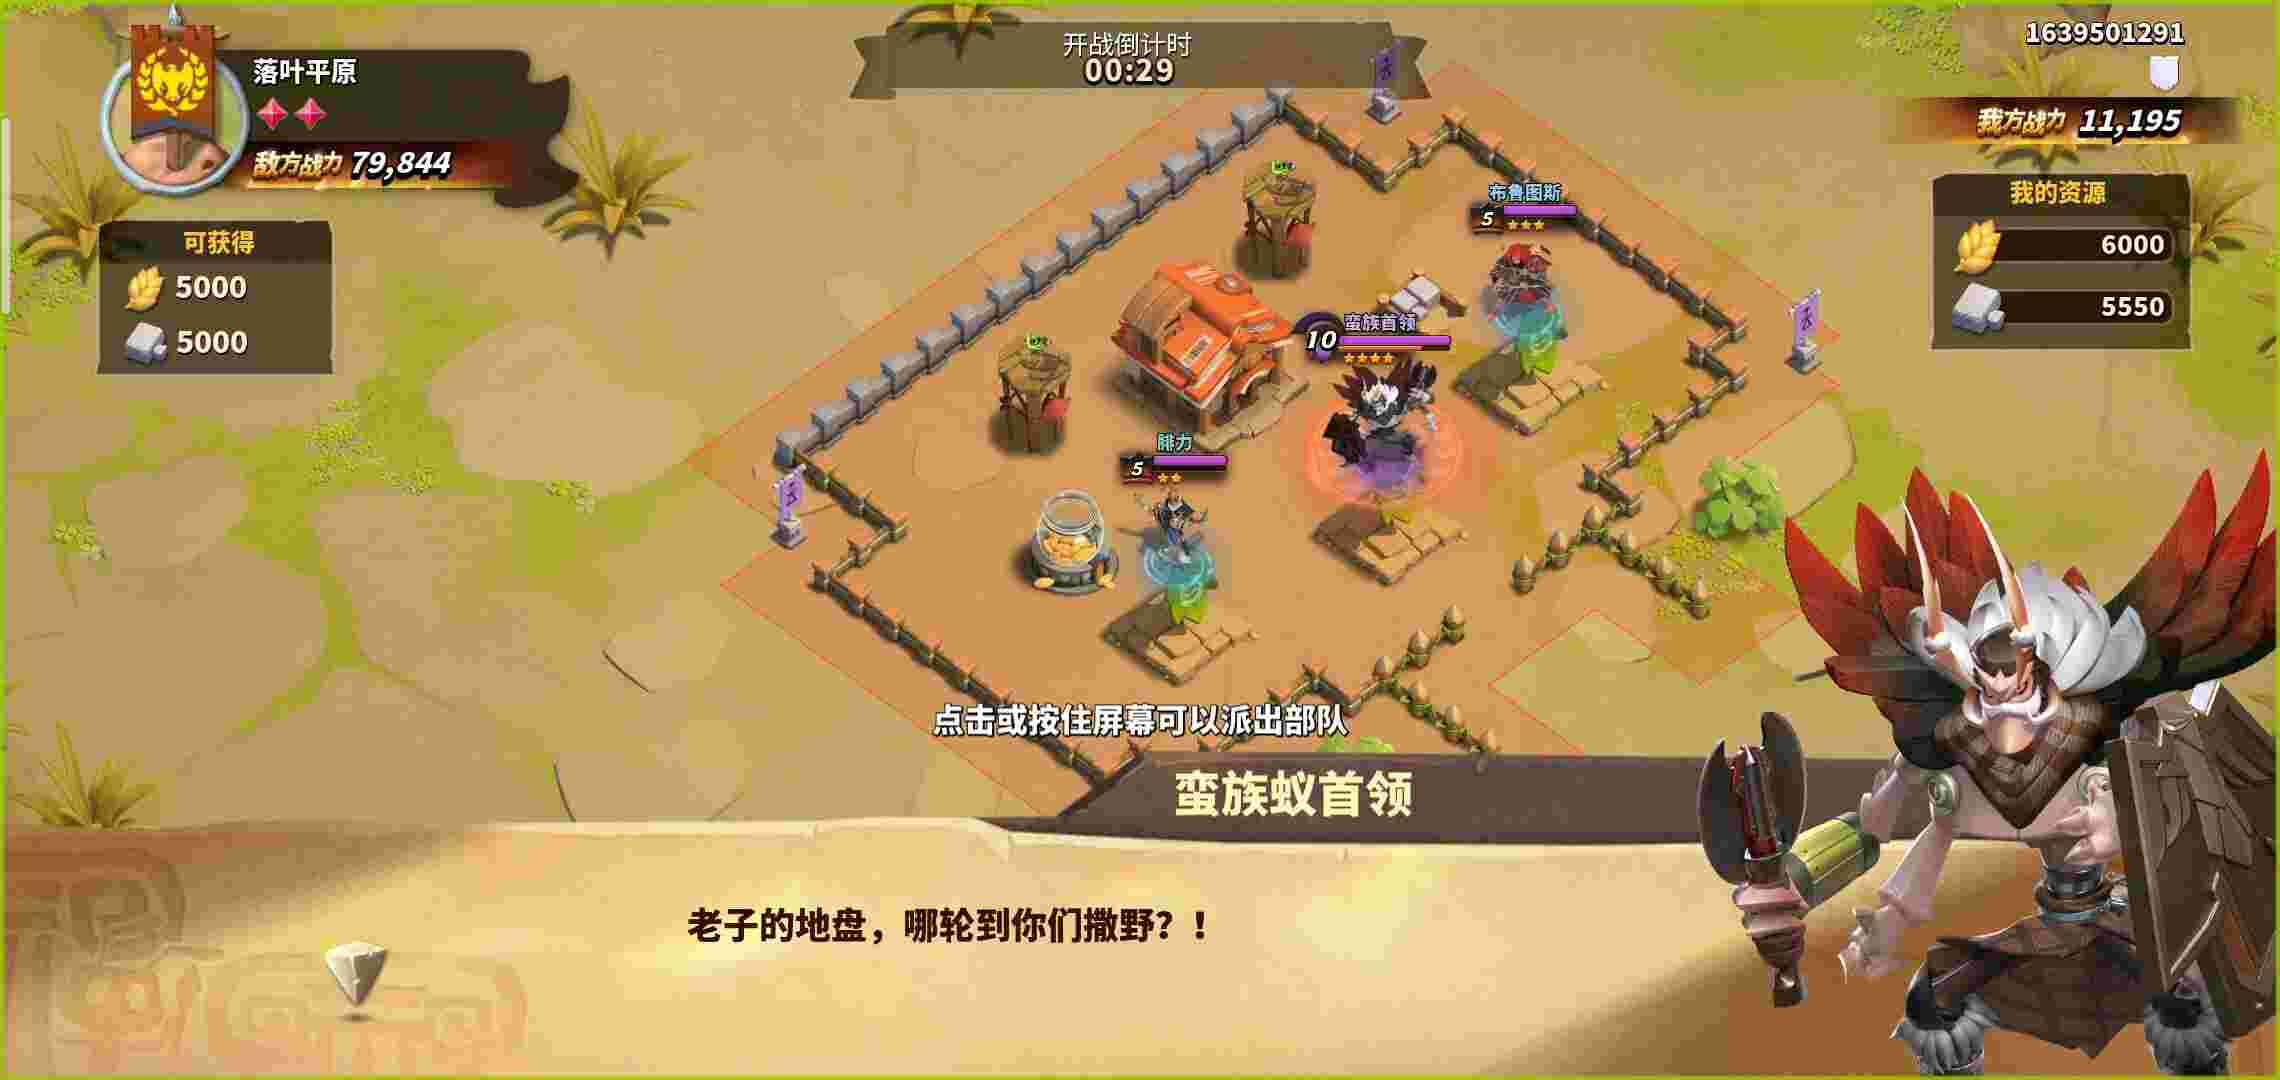 落叶平原
敌方战力 79,844
可获得
5000
5000
开战倒计时
00:29
1639501291
我方战力 11,195
我的资源
6000
5550
布鲁图斯
5
蛮族首领
10
腓力
5
点击或按住屏幕可以派出部队
蛮族蚁首领
老子的地盘，哪轮到你们撒野？！